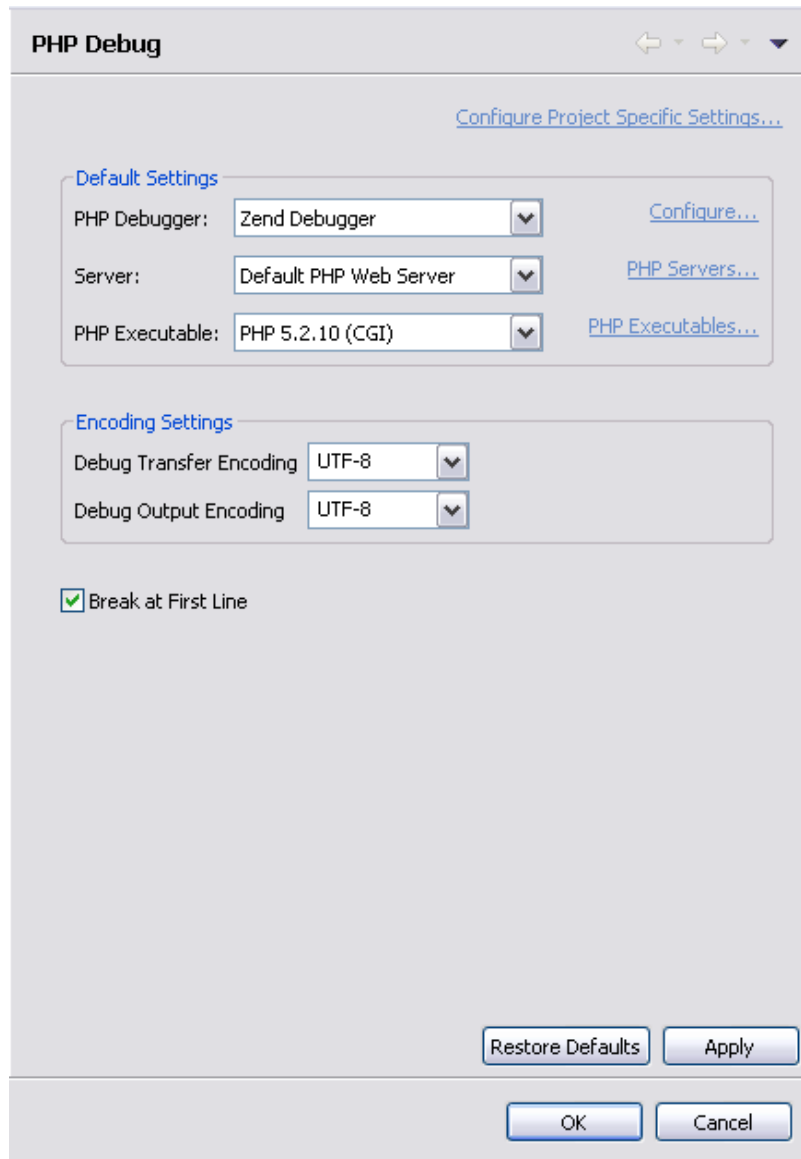 PHP Debug
Configure Project Specific Settings...
Default Settings
PHP Debugger: Zend Debugger Configure...
Server: Default PHP Web Server PHP Servers...
PHP Executable: PHP 5.2.10 (CGI) PHP Executables...
Encoding Settings
Debug Transfer Encoding UTF-8
Debug Output Encoding UTF-8
Break at First Line
Restore Defaults Apply
OK Cancel